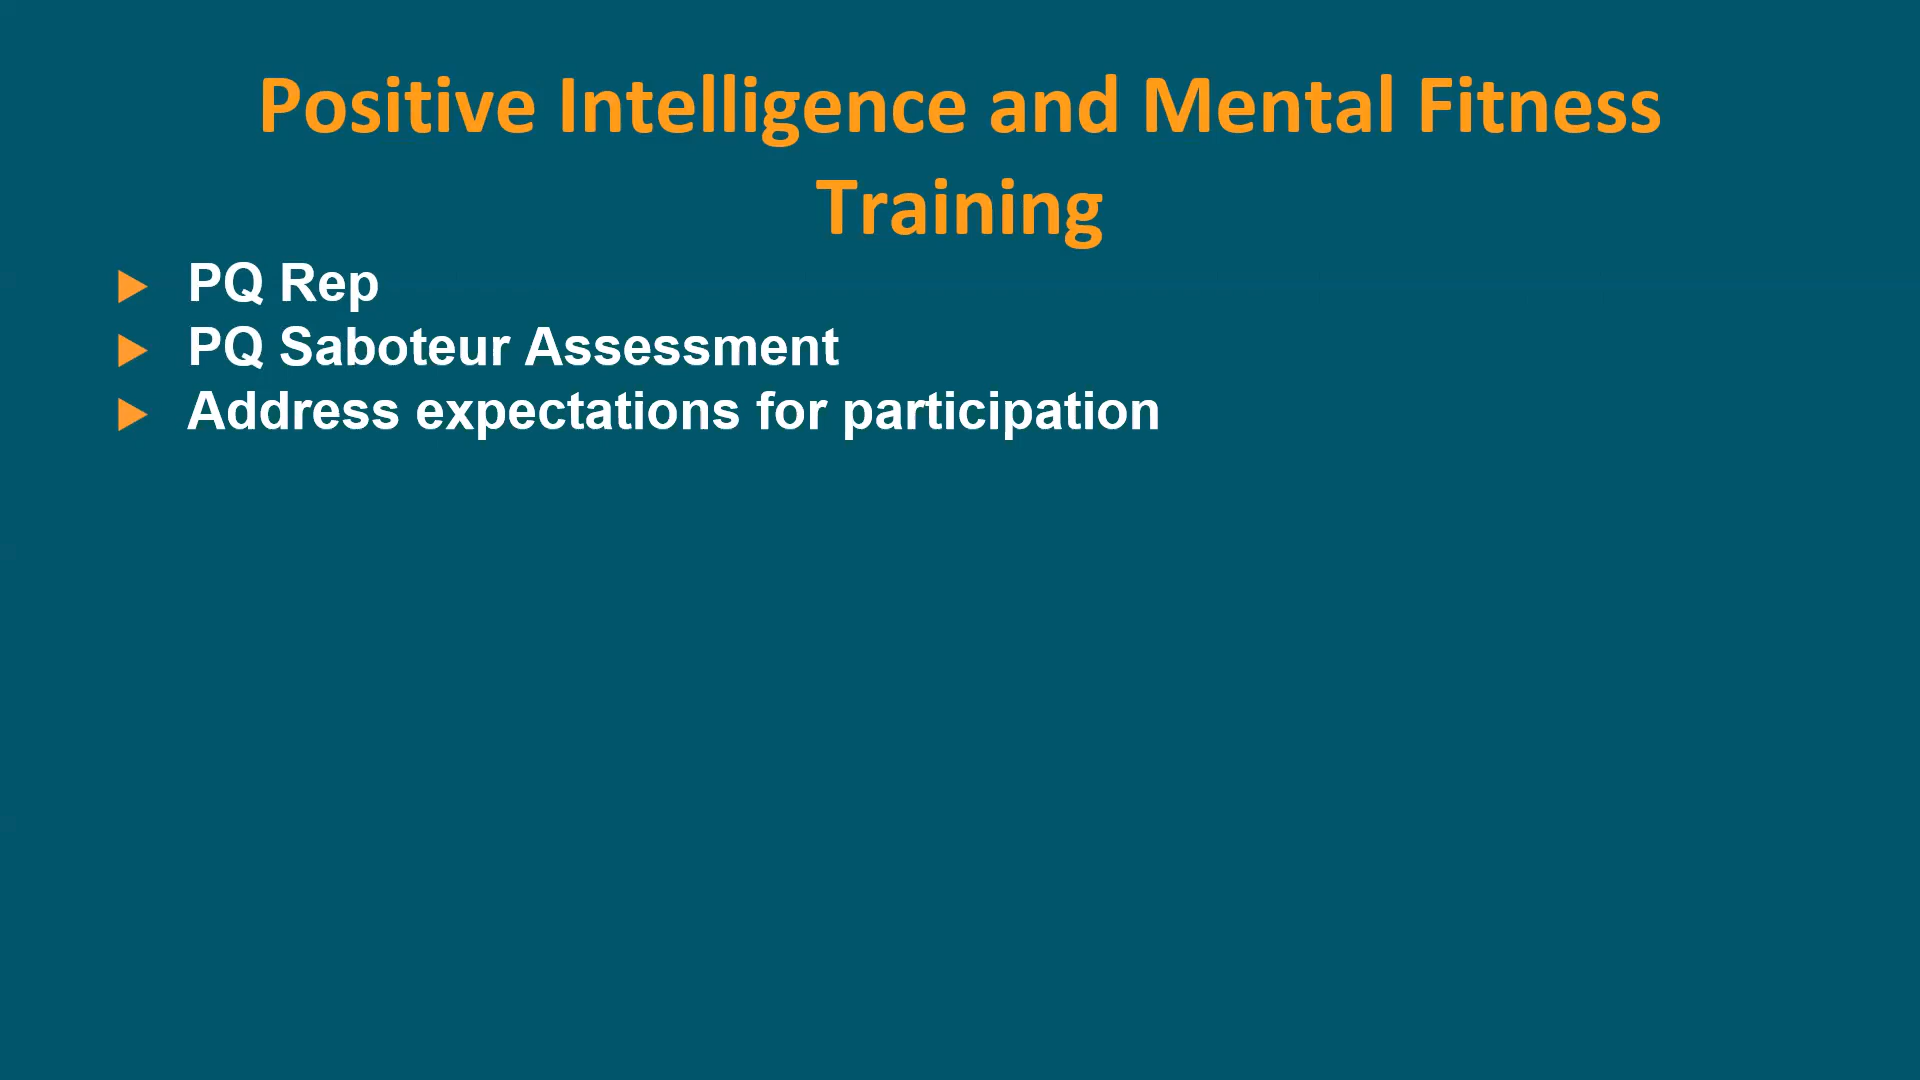 Positive Intelligence and Mental Fitness
Training
PQ Rep
PQ Saboteur Assessment
Address expectations for participation